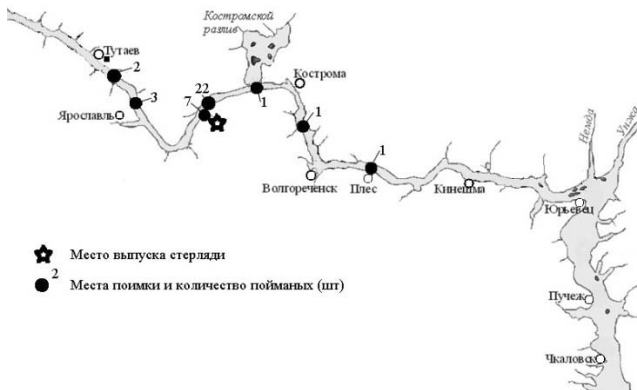 Костромской
разлив
Тутаев
2
Кострома
3
22
7
1
Ярославль
1
Немда
Унжа
1
Волгореченск
Плес
Кинешма
Юрьевец
Место выпуска стерляди
2
Места поимки и количество пойманых (шт)
Пучеж
Чкаловск